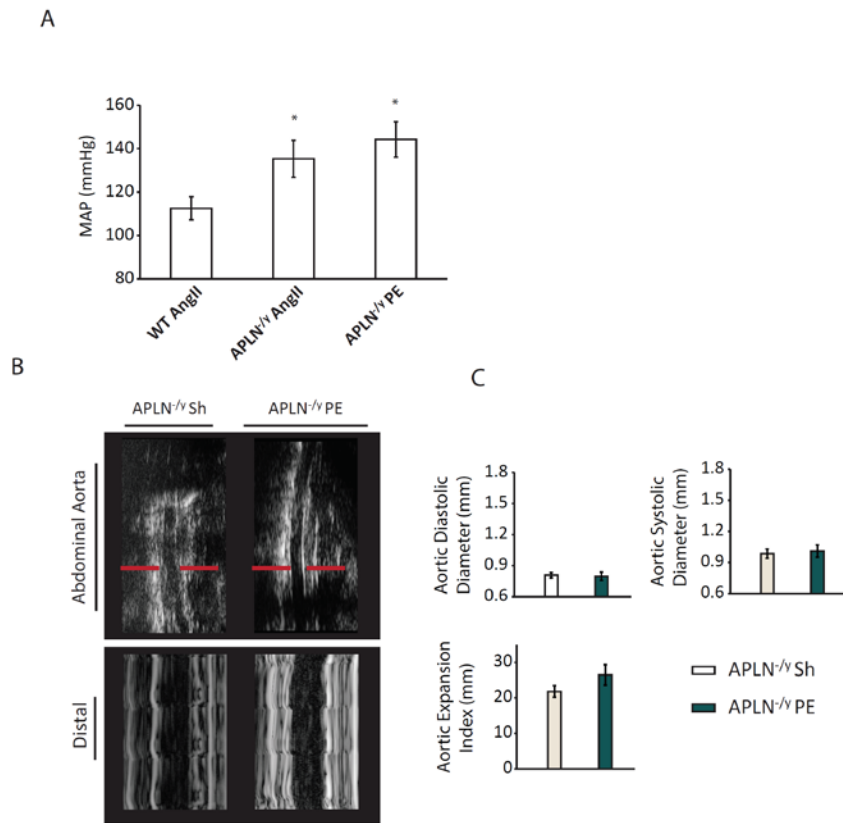 A
MAP (mmHg)
160
140
120
100
80
*
*
WT AngII
APLN⁻/ʸ AngII
APLN⁻/ʸ PE
B
APLN⁻/ʸ Sh
APLN⁻/ʸ PE
Abdominal Aorta
Distal
C
Aortic Diastolic
Diameter (mm)
1.8
1.5
1.2
0.9
0.6
Aortic Systolic
Diameter (mm)
1.8
1.5
1.2
0.9
0.6
Aortic Expansion
Index (mm)
30
20
10
0
APLN⁻/ʸ Sh
APLN⁻/ʸ PE